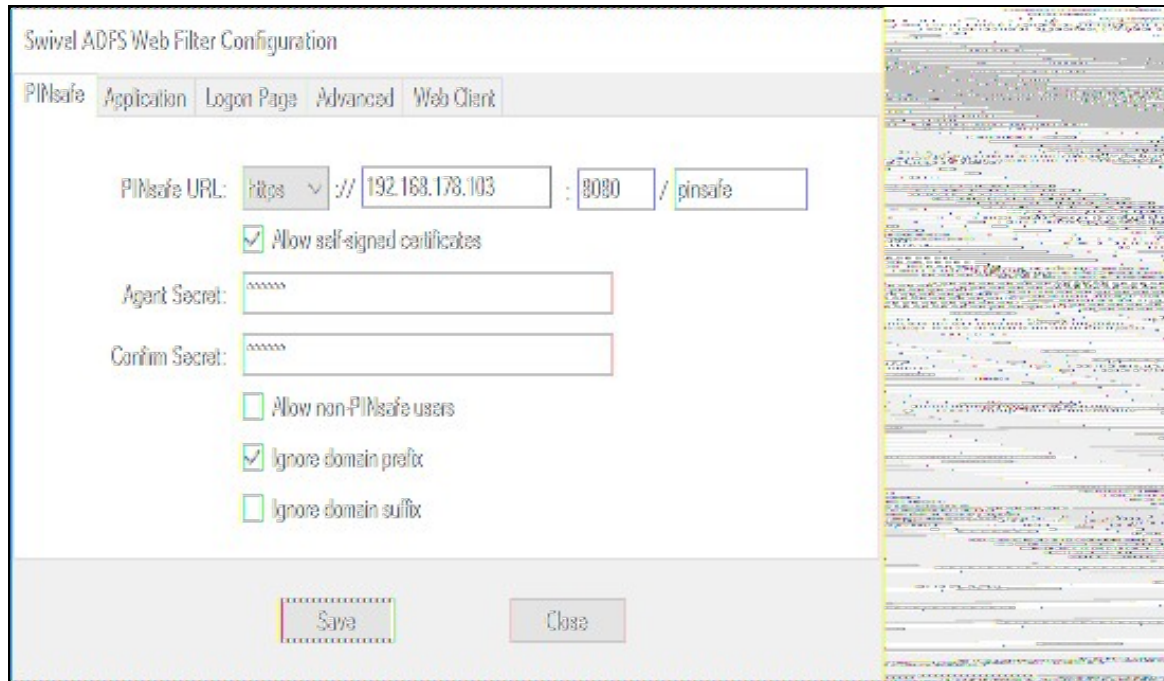 Swivel ADFS Web Filter Configuration
PINsafe Application Logon Page Advanced Web Client
PINsafe URL: https :// 192.168.178.103 : 8080 / pinsafe
Allow self-signed certificates
Agent Secret:
Confirm Secret:
Allow non-PINsafe users
Ignore domain prefix
Ignore domain suffix
Save Close